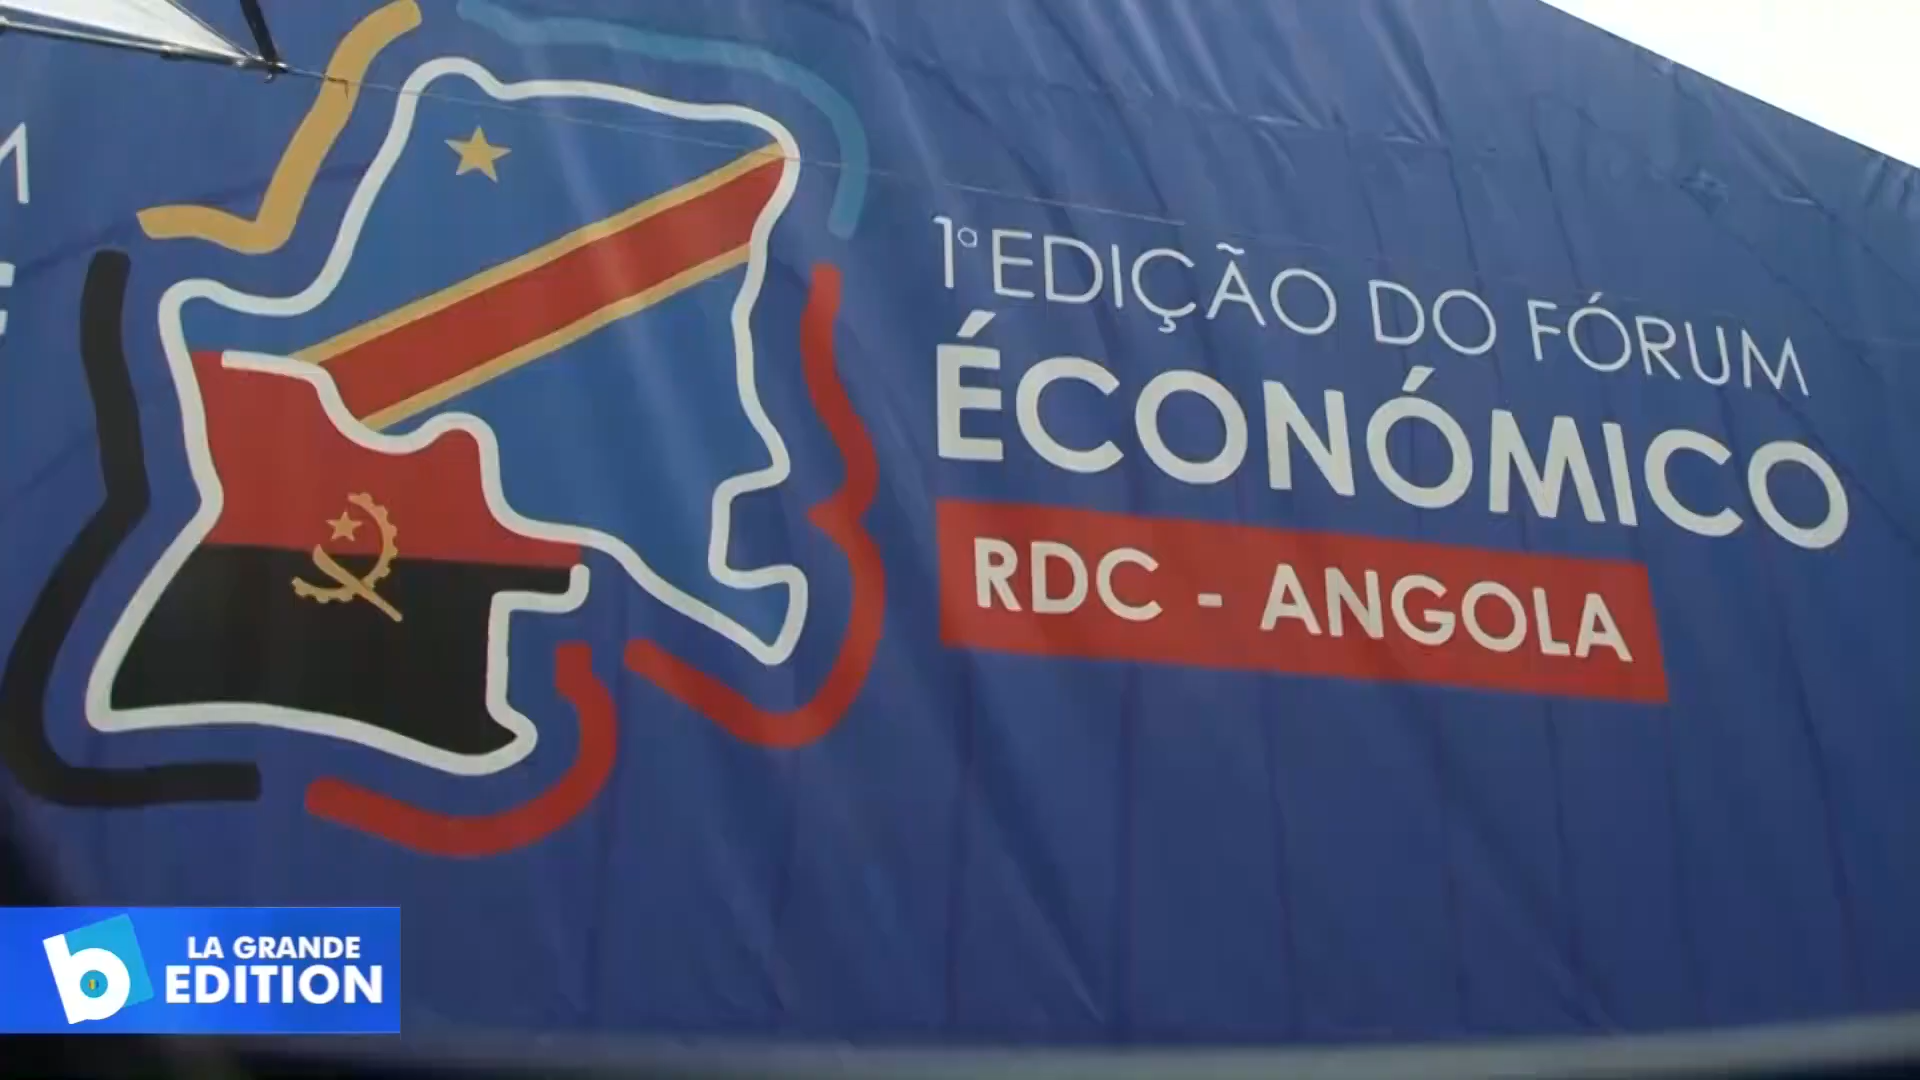 1ª EDIÇÃO DO FÓRUM
ÉCONÓMICO
RDC - ANGOLA
b LA GRANDE
EDITION